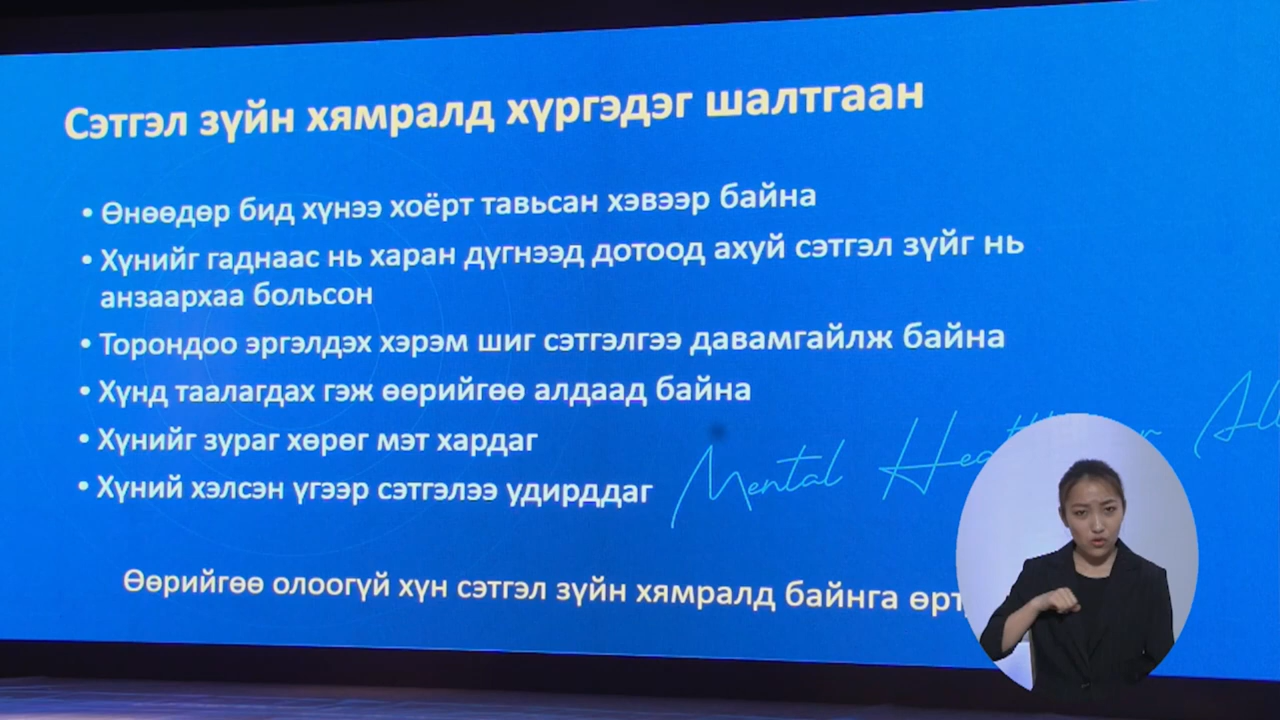 Сэтгэл зүйн хямралд хүргэдэг шалтгаан
• Өнөөдөр бид хүнээ хоёрт тавьсан хэвээр байна
• Хүнийг гаднаас нь харан дүгнээд дотоод ахуй сэтгэл зүйг нь
анзаархаа больсон
• Торондоо эргэлдэх хэрэм шиг сэтгэлгээ давамгайлж байна
• Хүнд таалагдах гэж өөрийгөө алдаад байна
• Хүнийг зураг хөрөг мэт хардаг
• Хүний хэлсэн үгээр сэтгэлээ удирддаг
Mental
Өөрийгөө олоогүй хүн сэтгэл зүйн хямралд байнга